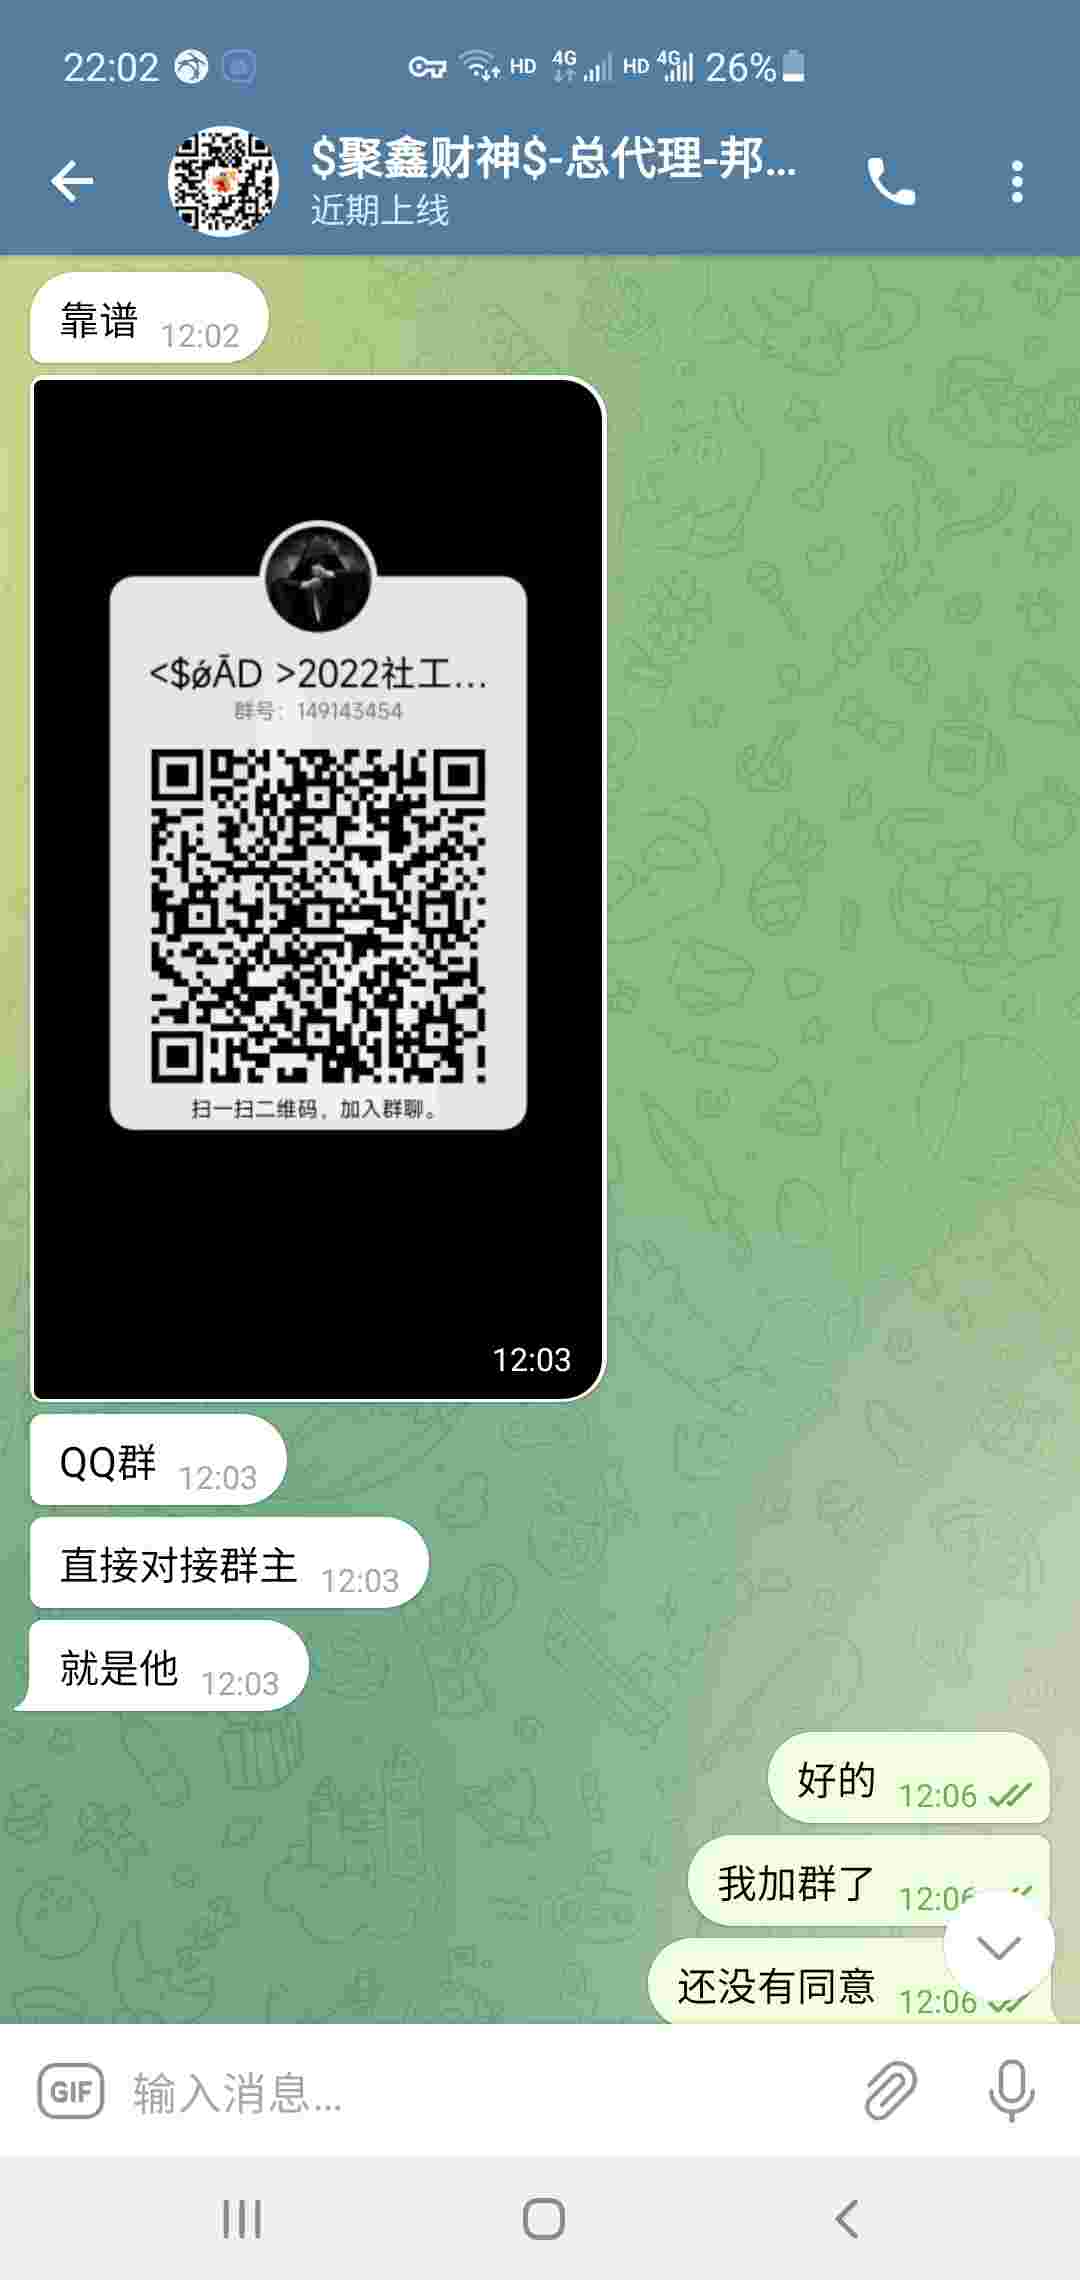 22:02
HD
4G
HD
4G
26%
$聚鑫财神$-总代理-邦...
近期上线
靠谱 12:02
<$ǿĀD >2022社工...
群号：149143454
扫一扫二维码，加入群聊。
12:03
QQ群 12:03
直接对接群主 12:03
就是他 12:03
好的 12:06
我加群了 12:06
还没有同意 12:06
GIF 输入消息...